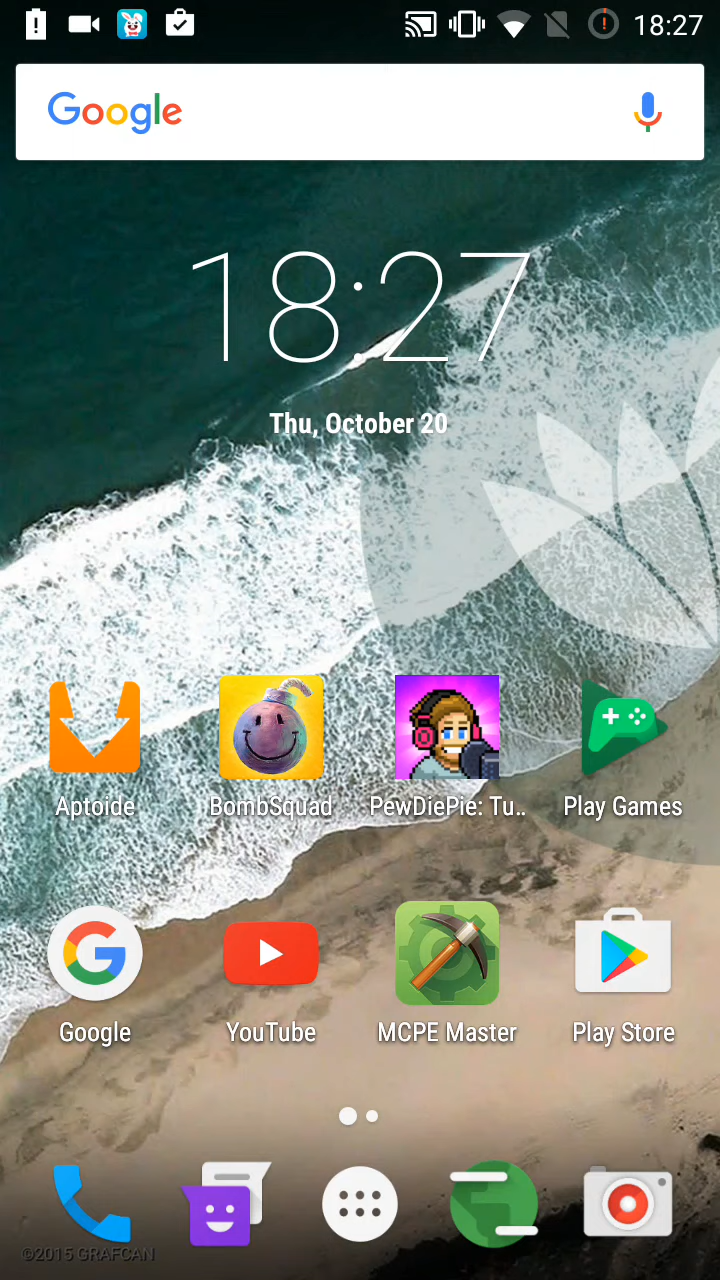 18:27
Google
18:27
Thu, October 20
Aptoide
BombSquad
PewDiePie: Tu..
Play Games
Google
YouTube
MCPE Master
Play Store
©2015 GRAFCAN